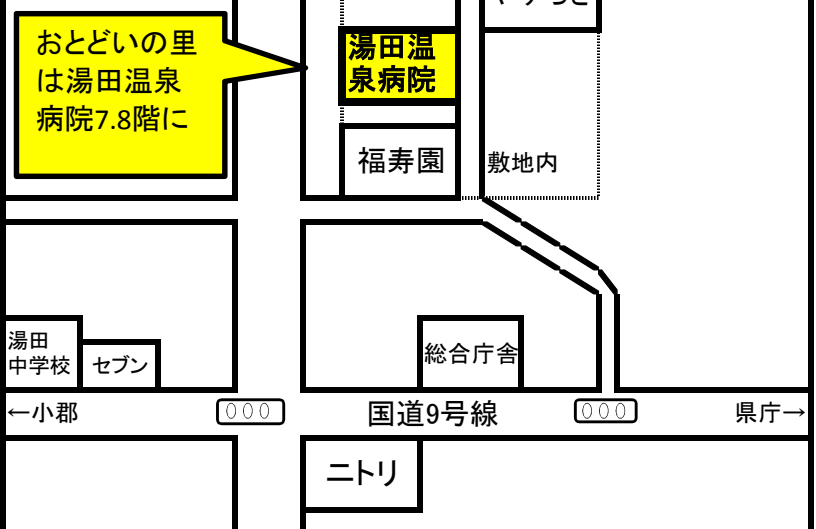 おとどいの里
は湯田温泉
病院7.8階に
湯田温
泉病院
福寿園
敷地内
湯田
中学校
セブン
総合庁舎
←小郡
国道9号線
県庁→
ニトリ